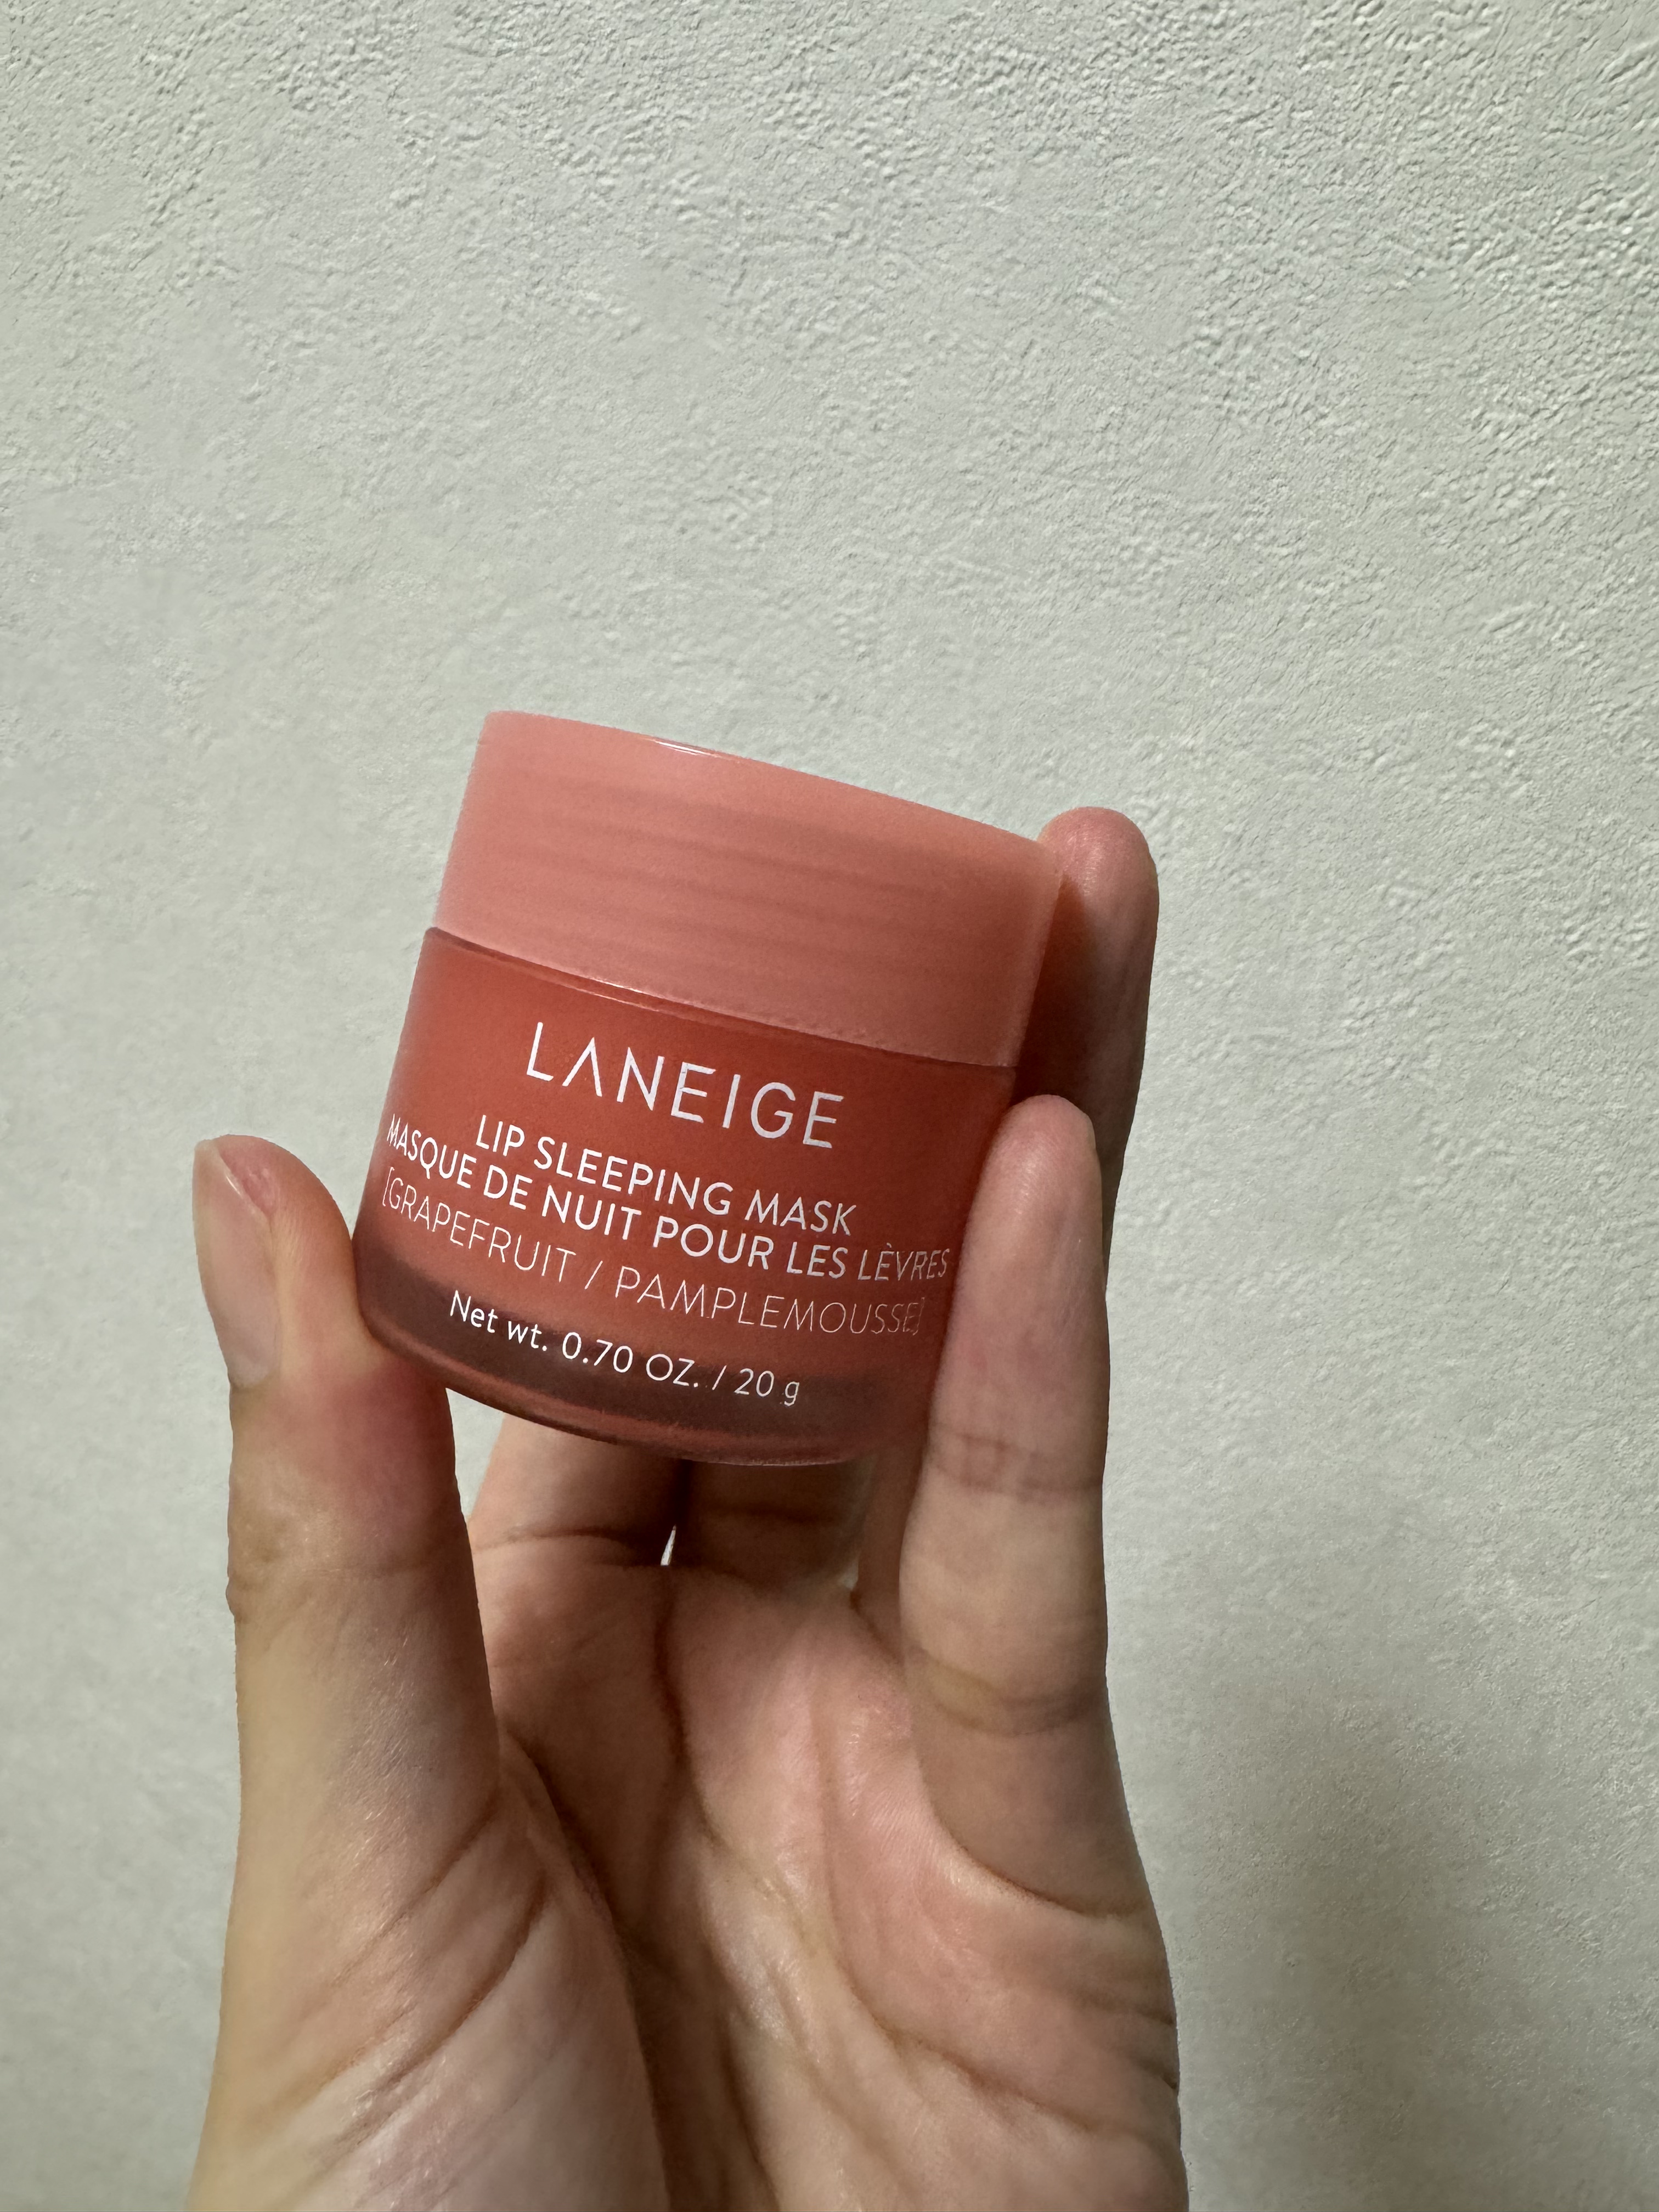 LANEIGE
LIP SLEEPING MASK
MASQUE DE NUIT POUR LES LÈVRES
[GRAPEFRUIT / PAMPLEMOUSSE]
Net wt. 0.70 OZ. / 20 g